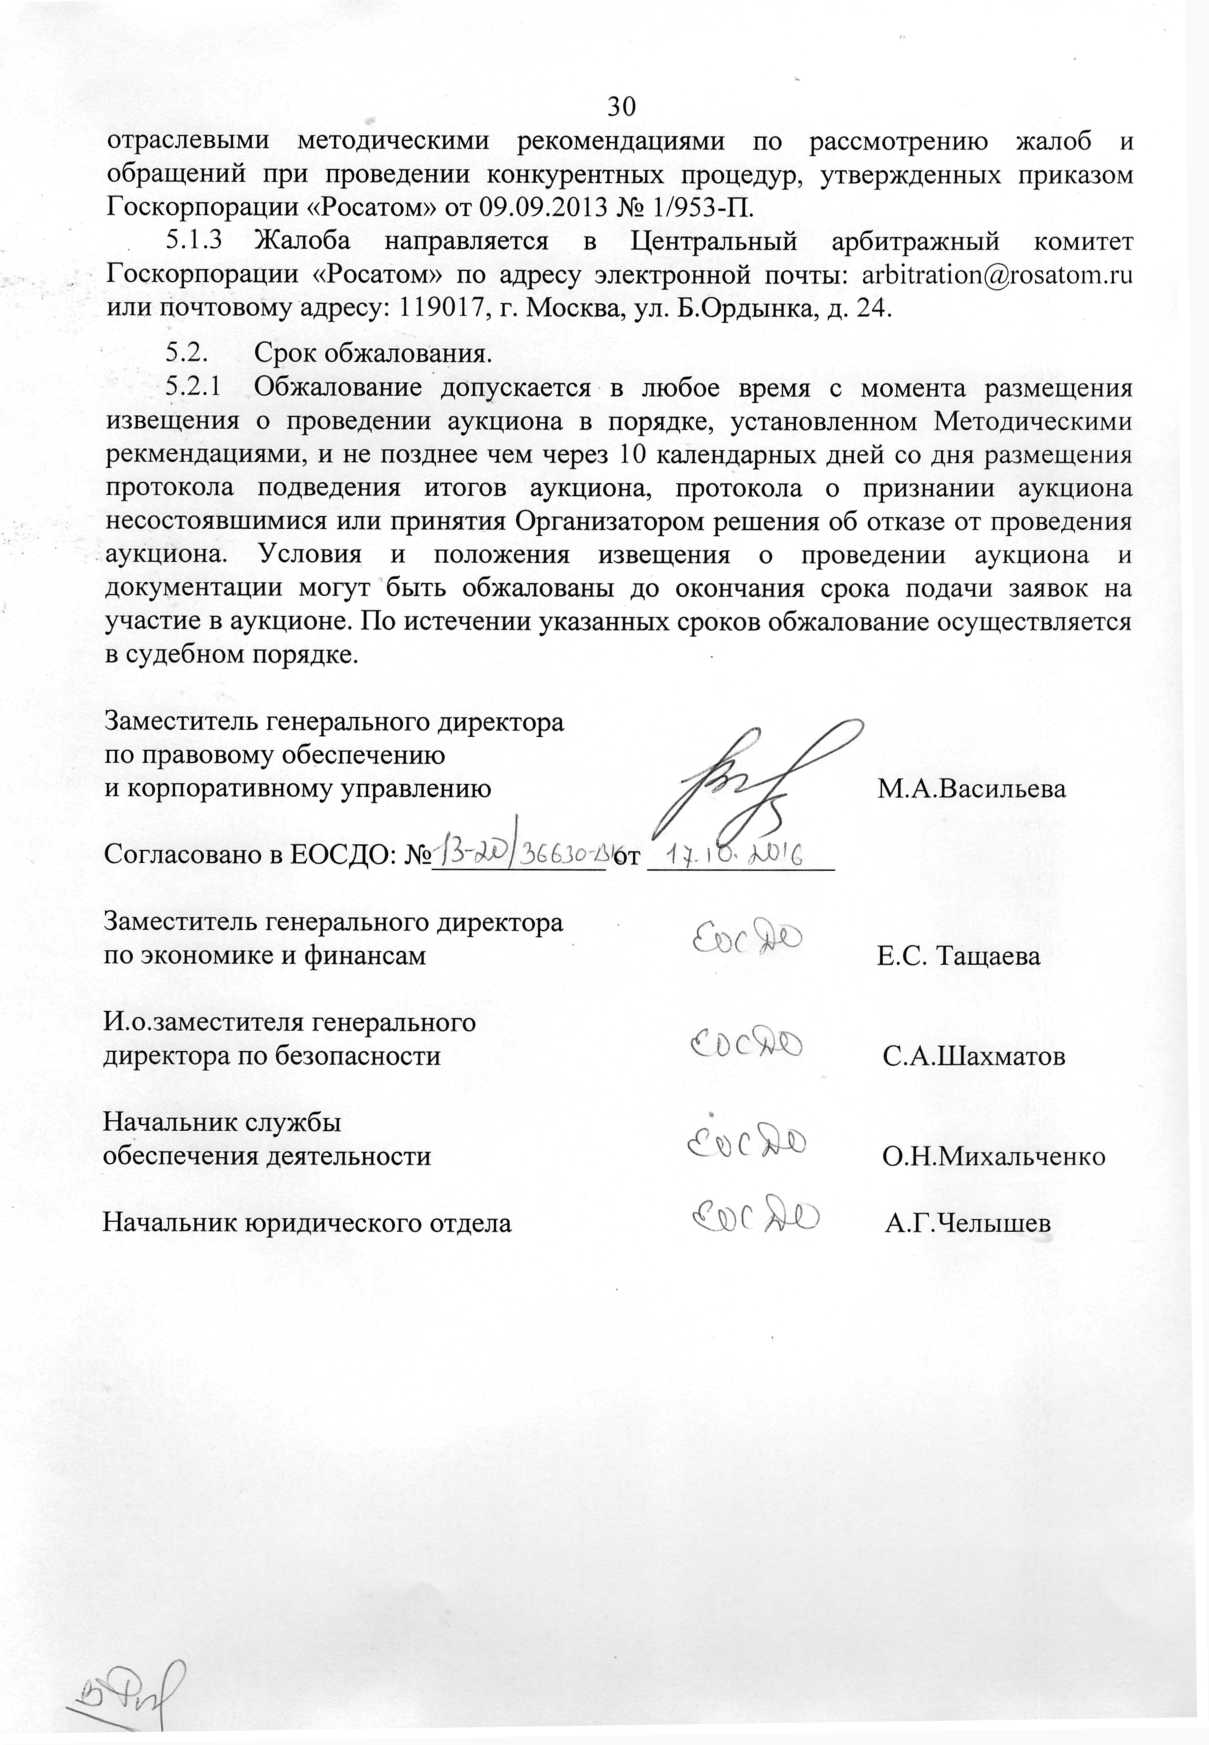 30
отраслевыми методическими рекомендациями по рассмотрению жалоб и
обращений при проведении конкурентных процедур, утвержденных приказом
Госкорпорации «Росатом» от 09.09.2013 № 1/953-П.
5.1.3 Жалоба направляется в Центральный арбитражный комитет
Госкорпорации «Росатом» по адресу электронной почты: arbitration@rosatom.ru
или почтовому адресу: 119017, г. Москва, ул. Б.Ордынка, д. 24.
5.2. Срок обжалования.
5.2.1 Обжалование допускается в любое время с момента размещения
извещения о проведении аукциона в порядке, установленном Методическими
рекмендациями, и не позднее чем через 10 календарных дней со дня размещения
протокола подведения итогов аукциона, протокола о признании аукциона
несостоявшимися или принятия Организатором решения об отказе от проведения
аукциона. Условия и положения извещения о проведении аукциона и
документации могут быть обжалованы до окончания срока подачи заявок на
участие в аукционе. По истечении указанных сроков обжалование осуществляется
в судебном порядке.
Заместитель генерального директора
по правовому обеспечению
и корпоративному управлению М.А.Васильева
Согласовано в ЕОСДО: № 13-20/36630-ВК от 17.10.2016
Заместитель генерального директора
по экономике и финансам ЕОСДО Е.С. Тащаева
И.о.заместителя генерального
директора по безопасности ЕОСДО С.А.Шахматов
Начальник службы
обеспечения деятельности ЕОСДО О.Н.Михальченко
Начальник юридического отдела ЕОСДО А.Г.Челышев